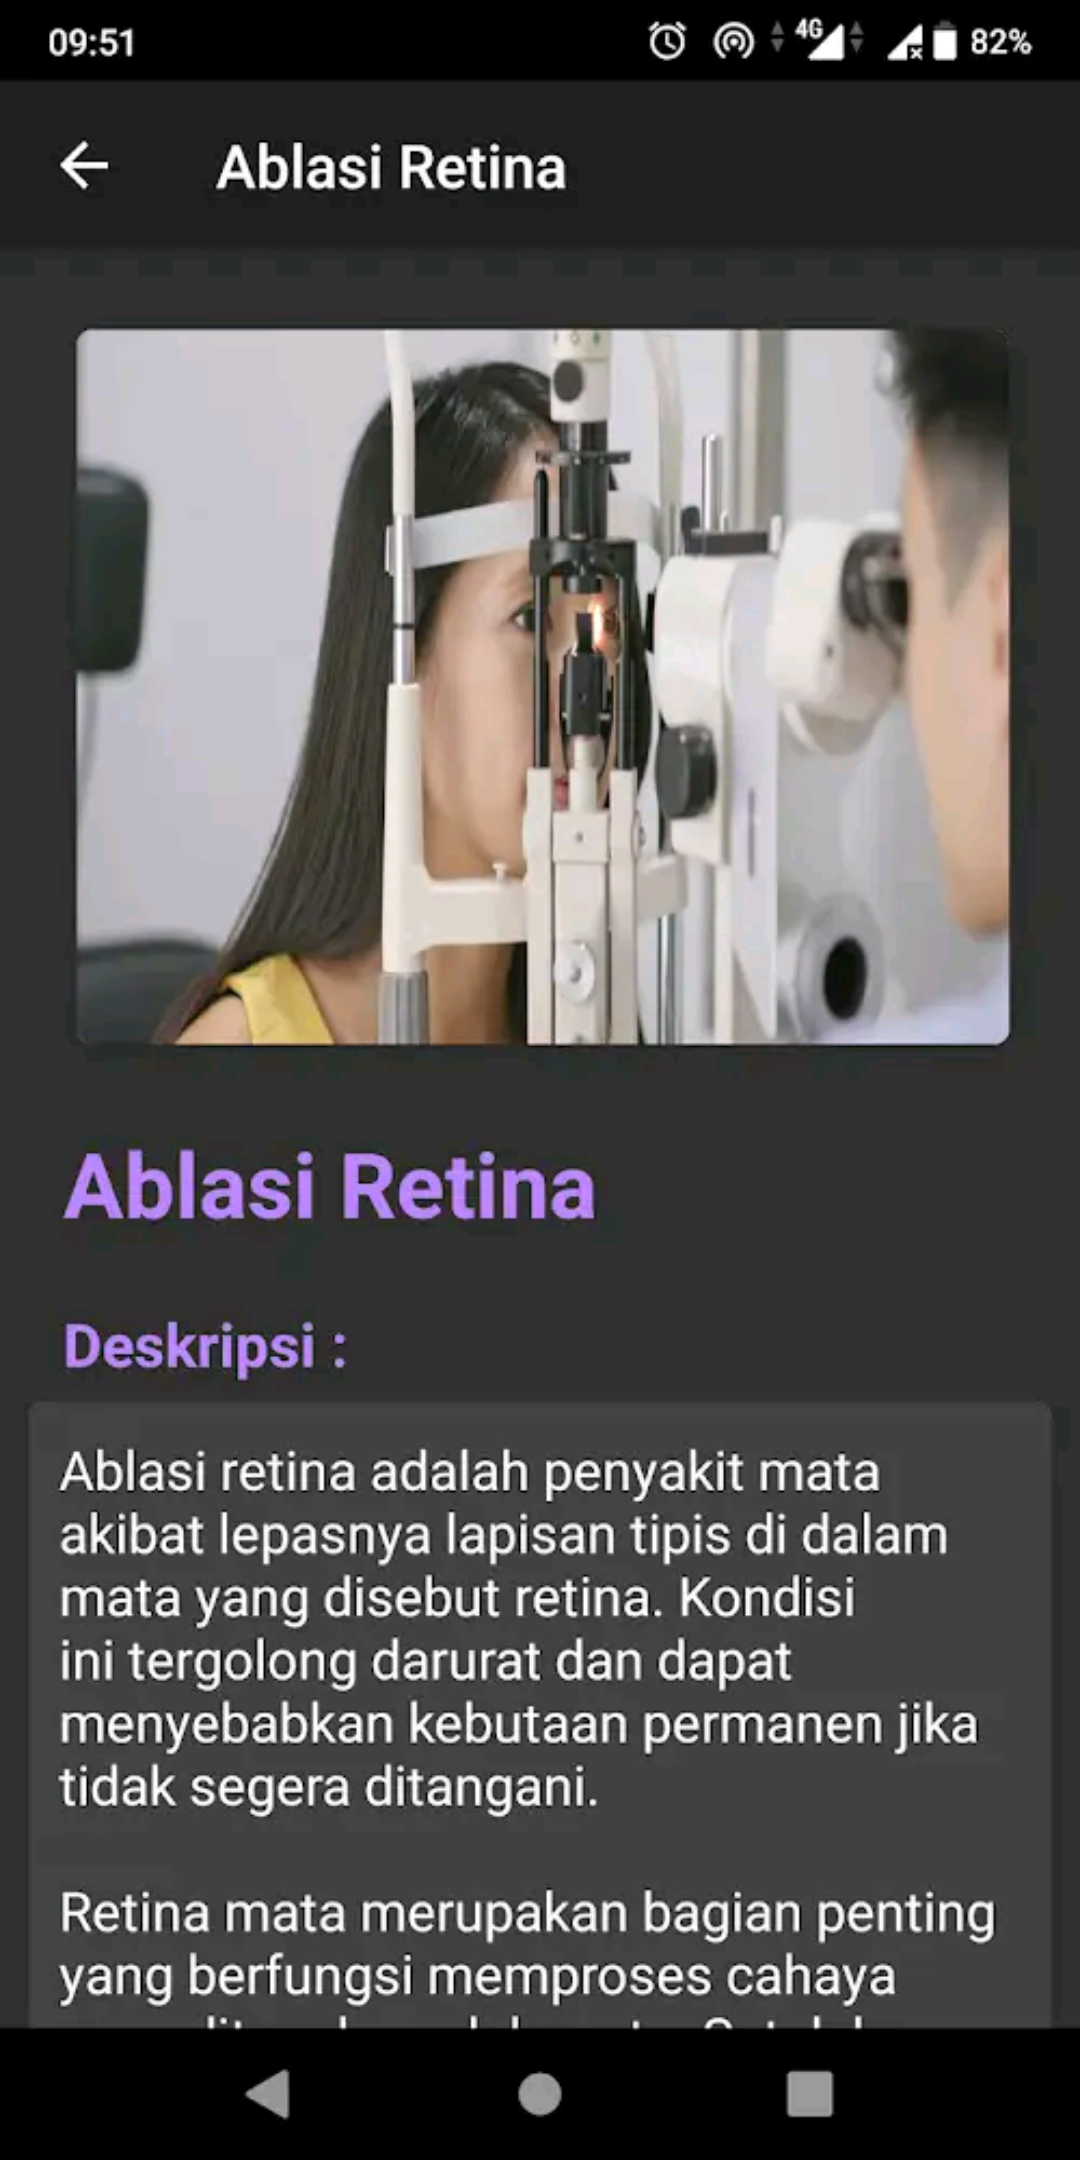 09:51
4G
82%
Ablasi Retina
Ablasi Retina
Deskripsi :
Ablasi retina adalah penyakit mata
akibat lepasnya lapisan tipis di dalam
mata yang disebut retina. Kondisi
ini tergolong darurat dan dapat
menyebabkan kebutaan permanen jika
tidak segera ditangani.
Retina mata merupakan bagian penting
yang berfungsi memproses cahaya